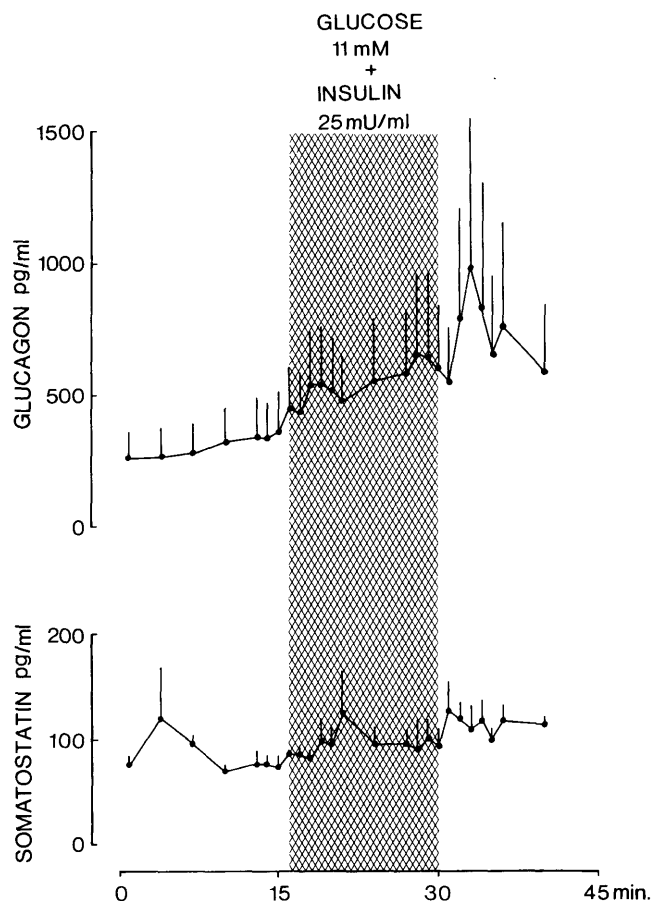 GLUCOSE
11 mM
+
INSULIN
25 mU/ml
1500
1000
500
0
GLUCAGON pg/ml
200
100
0
SOMATOSTATIN pg/ml
0 15 30 45 min.